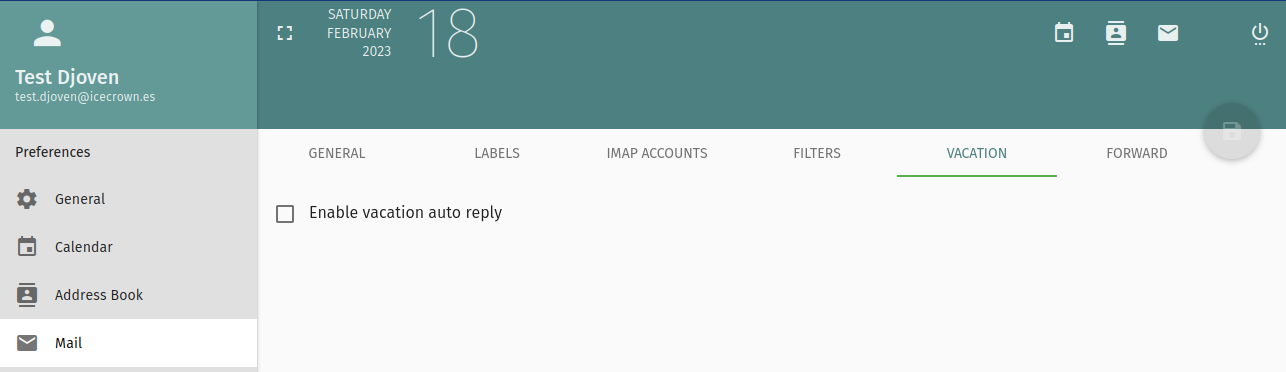 Test Djoven
test.djoven@icecrown.es
SATURDAY
FEBRUARY
2023
18
Preferences
General
Calendar
Address Book
Mail
GENERAL LABELS IMAP ACCOUNTS FILTERS VACATION FORWARD
Enable vacation auto reply